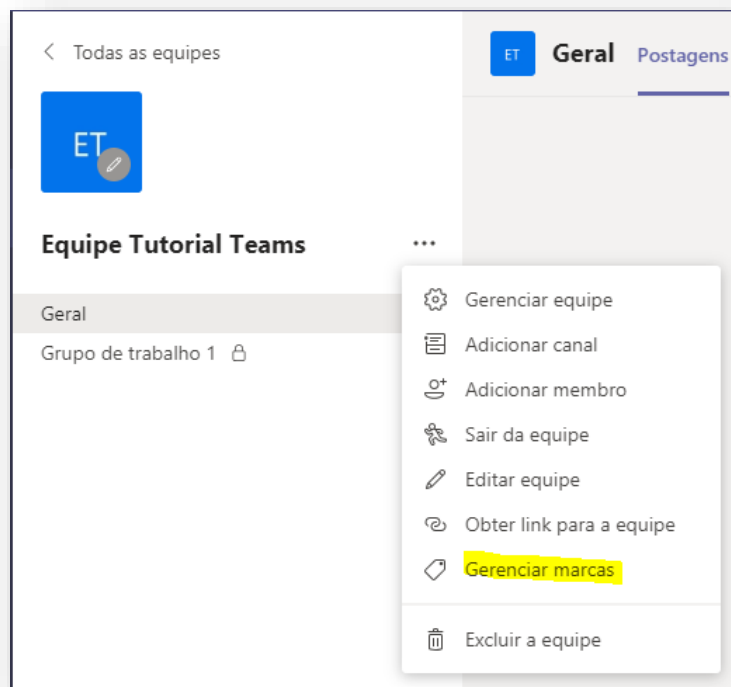 Todas as equipes
ET
Geral
Postagens
ET
Equipe Tutorial Teams
...
Geral
Grupo de trabalho 1
Gerenciar equipe
Adicionar canal
Adicionar membro
Sair da equipe
Editar equipe
Obter link para a equipe
Gerenciar marcas
Excluir a equipe